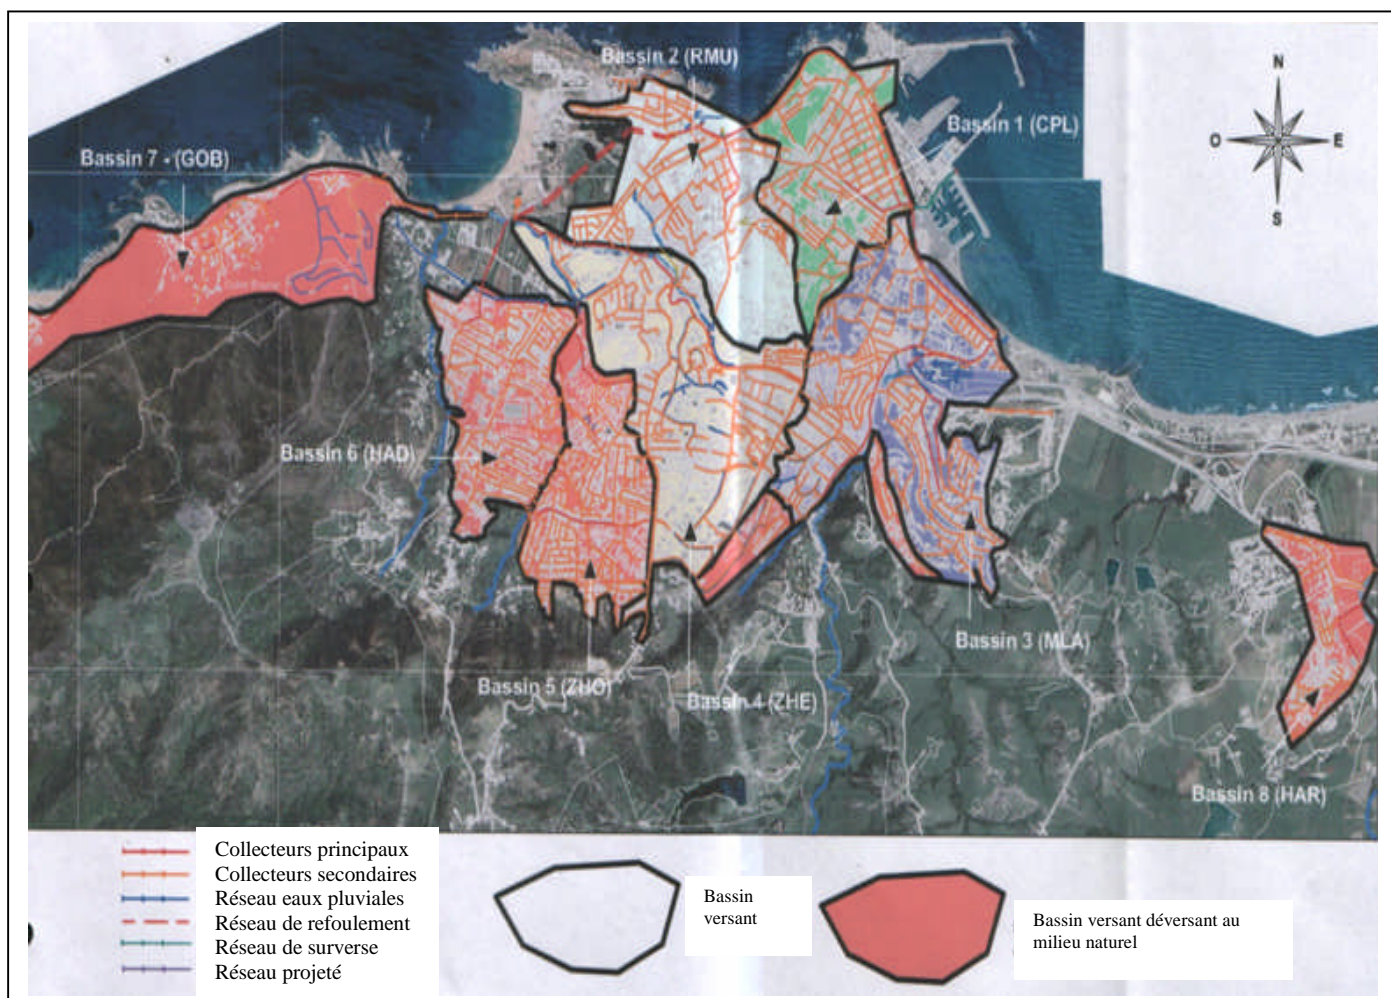 Bassin 2 (RMU)
N
Bassin 1 (CPL)
O
E
Bassin 7 - (GOB)
S
Bassin 6 (HAD)
Bassin 3 (MLA)
Bassin 5 (ZHO)
Bassin 4 (ZHE)
Bassin 8 (HAR)
Collecteurs principaux
Collecteurs secondaires
Réseau eaux pluviales
Réseau de refoulement
Réseau de surverse
Réseau projeté
Bassin
versant
Bassin versant déversant au
milieu naturel